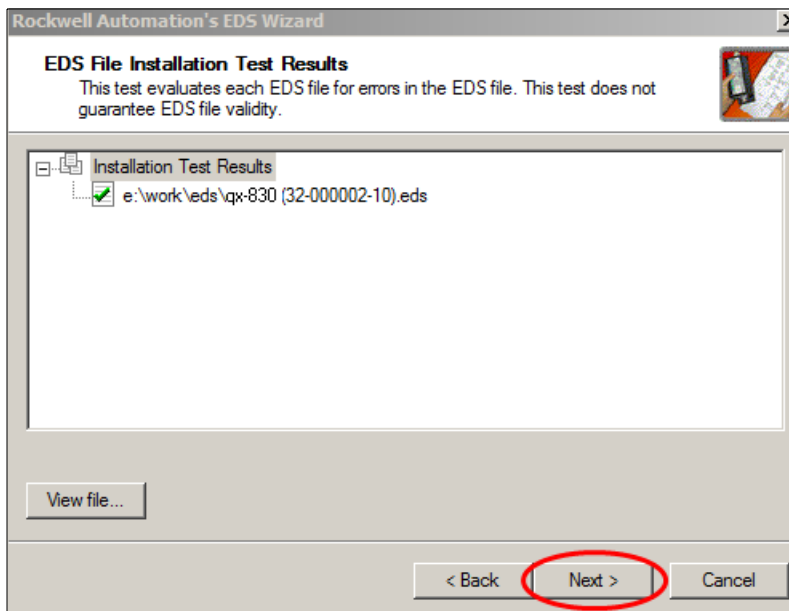 Rockwell Automation's EDS Wizard
EDS File Installation Test Results
This test evaluates each EDS file for errors in the EDS file. This test does not
guarantee EDS file validity.
Installation Test Results
e:\work\eds\qx-830 (32-000002-10).eds
View file...
< Back
Next >
Cancel